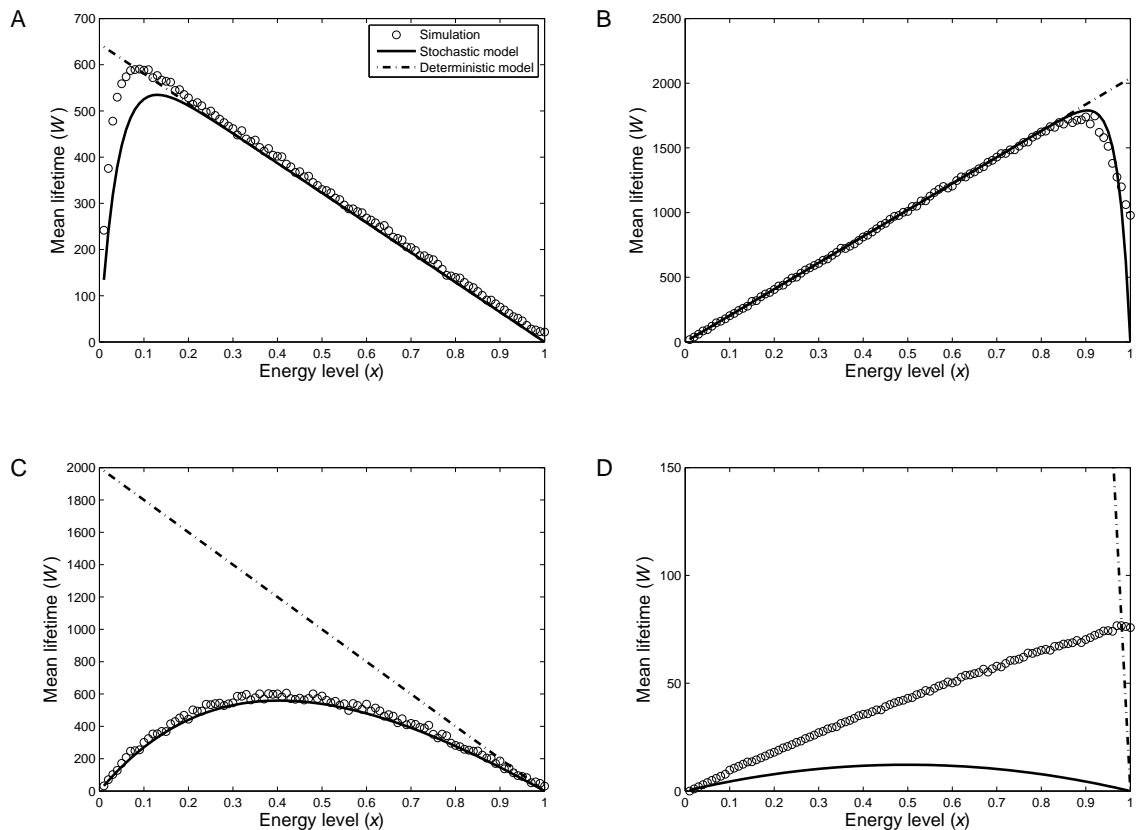 A
Mean lifetime (W)
700
600
500
400
300
200
100
0
Simulation
Stochastic model
Deterministic model
0 0.1 0.2 0.3 0.4 0.5 0.6 0.7 0.8 0.9 1
Energy level (x)
B
Mean lifetime (W)
2500
2000
1500
1000
500
0
0 0.1 0.2 0.3 0.4 0.5 0.6 0.7 0.8 0.9 1
Energy level (x)
C
Mean lifetime (W)
2000
1800
1600
1400
1200
1000
800
600
400
200
0
0 0.1 0.2 0.3 0.4 0.5 0.6 0.7 0.8 0.9 1
Energy level (x)
D
Mean lifetime (W)
150
100
50
0
0 0.1 0.2 0.3 0.4 0.5 0.6 0.7 0.8 0.9 1
Energy level (x)